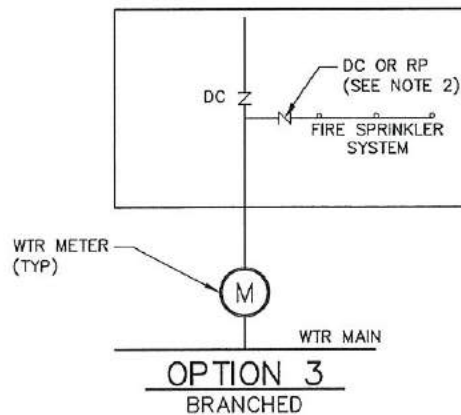 DC OR RP
(SEE NOTE 2)
DC
FIRE SPRINKLER
SYSTEM
WTR METER
(TYP)
M
WTR MAIN
OPTION 3
BRANCHED